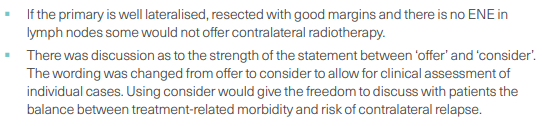 ▪ If the primary is well lateralised, resected with good margins and there is no ENE in
lymph nodes some would not offer contralateral radiotherapy.
▪ There was discussion as to the strength of the statement between ‘offer’ and ‘consider’.
The wording was changed from offer to consider to allow for clinical assessment of
individual cases. Using consider would give the freedom to discuss with patients the
balance between treatment-related morbidity and risk of contralateral relapse.